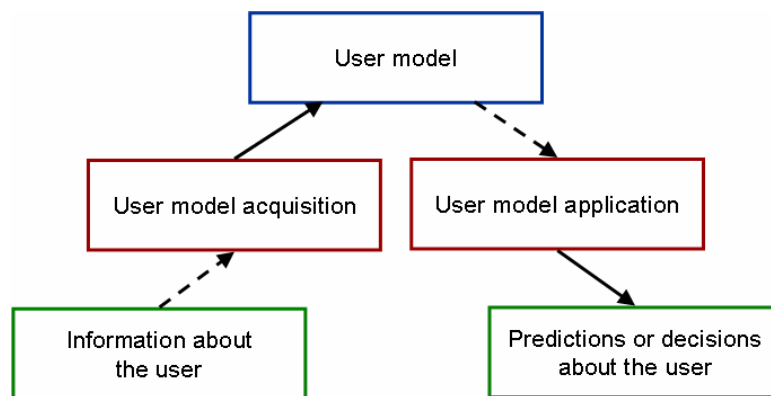 User model
User model acquisition
User model application
Information about
the user
Predictions or decisions
about the user